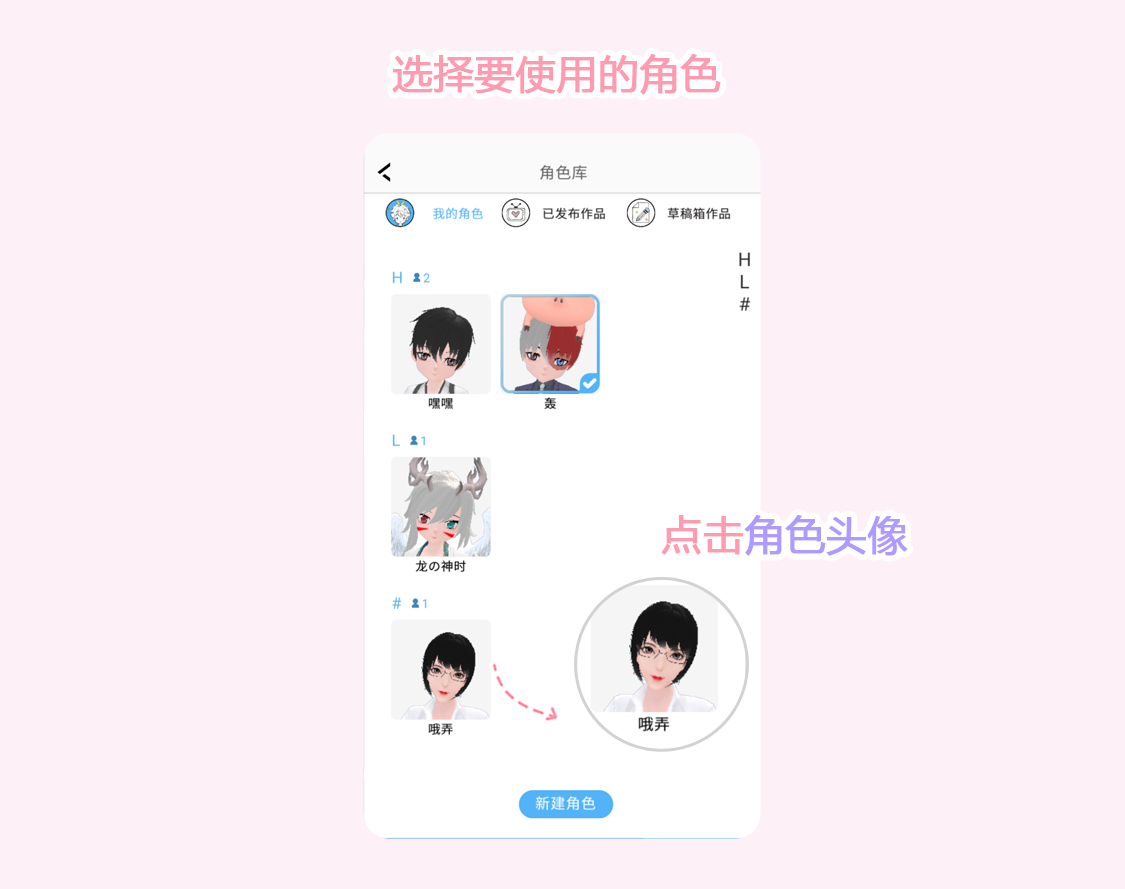 选择要使用的角色
角色库
我的角色 已发布作品 草稿箱作品
H
L
#
H 2
嘿嘿 轰
L 1
龙の神时
点击角色头像
# 1
哦弄
哦弄
新建角色